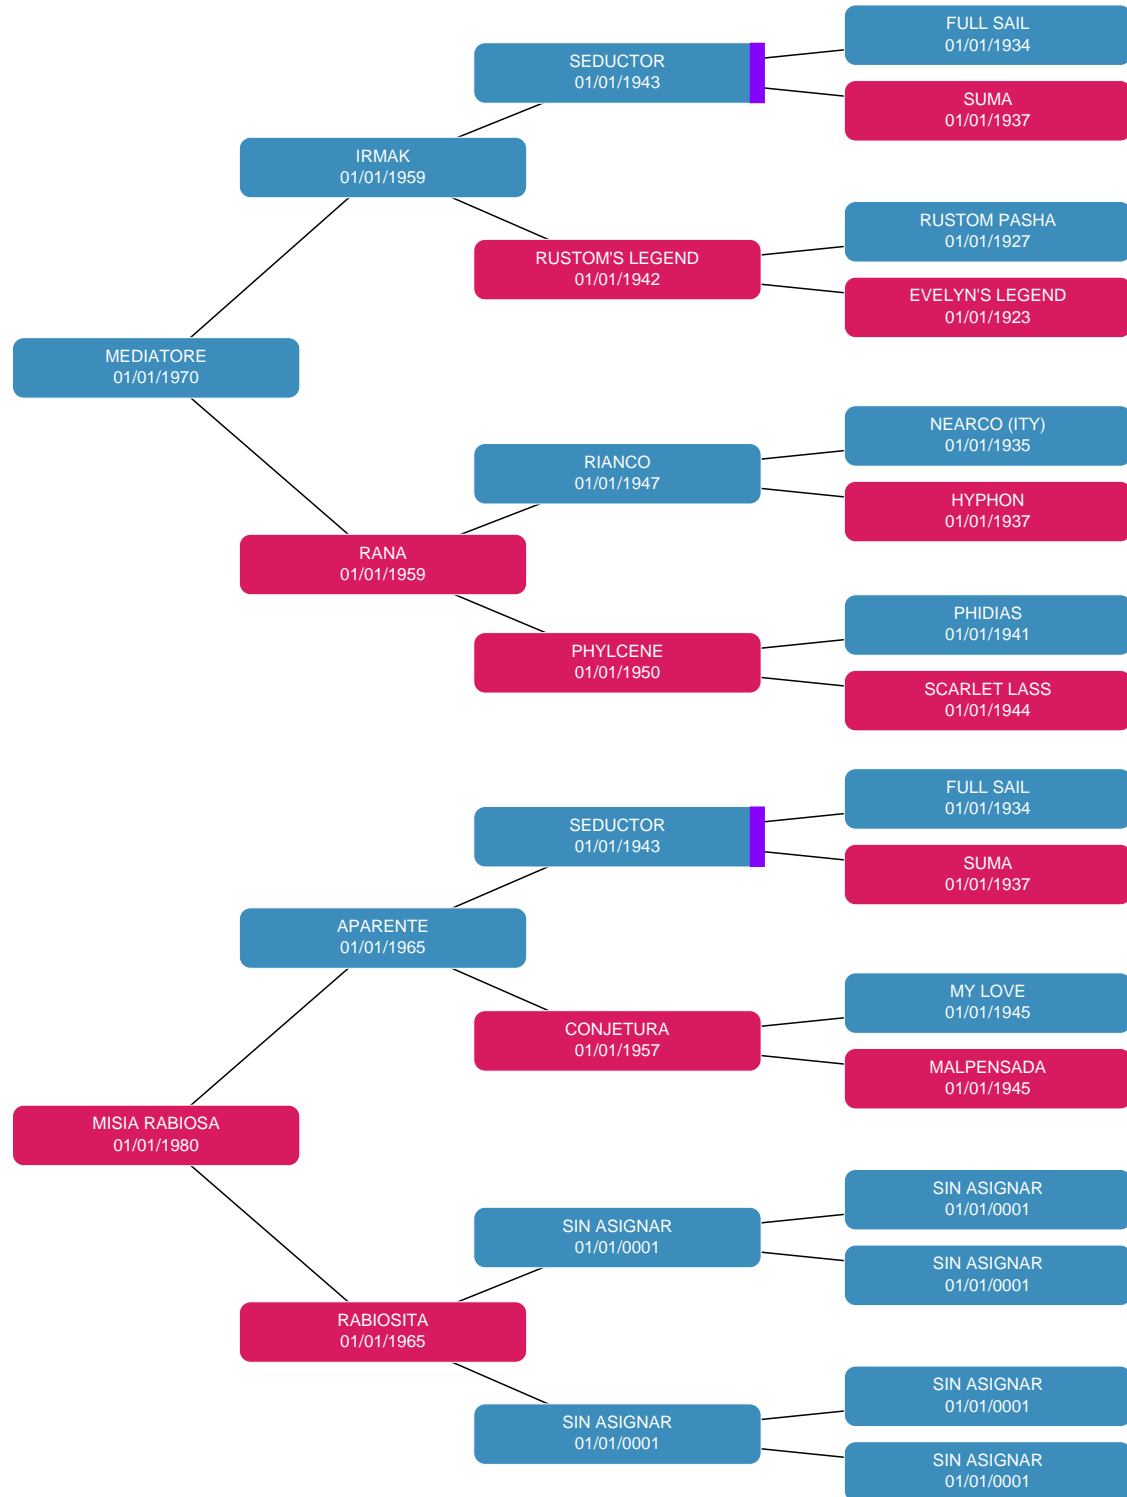 FULL SAIL
01/01/1934
SEDUCTOR
01/01/1943
SUMA
01/01/1937
IRMAK
01/01/1959
RUSTOM PASHA
01/01/1927
RUSTOM'S LEGEND
01/01/1942
EVELYN'S LEGEND
01/01/1923
MEDIATORE
01/01/1970
NEARCO (ITY)
01/01/1935
RIANCO
01/01/1947
HYPHON
01/01/1937
RANA
01/01/1959
PHIDIAS
01/01/1941
PHYLCENE
01/01/1950
SCARLET LASS
01/01/1944
FULL SAIL
01/01/1934
SEDUCTOR
01/01/1943
SUMA
01/01/1937
APARENTE
01/01/1965
MY LOVE
01/01/1945
CONJETURA
01/01/1957
MALPENSADA
01/01/1945
MISIA RABIOSA
01/01/1980
SIN ASIGNAR
01/01/0001
SIN ASIGNAR
01/01/0001
SIN ASIGNAR
01/01/0001
RABIOSITA
01/01/1965
SIN ASIGNAR
01/01/0001
SIN ASIGNAR
01/01/0001
SIN ASIGNAR
01/01/0001